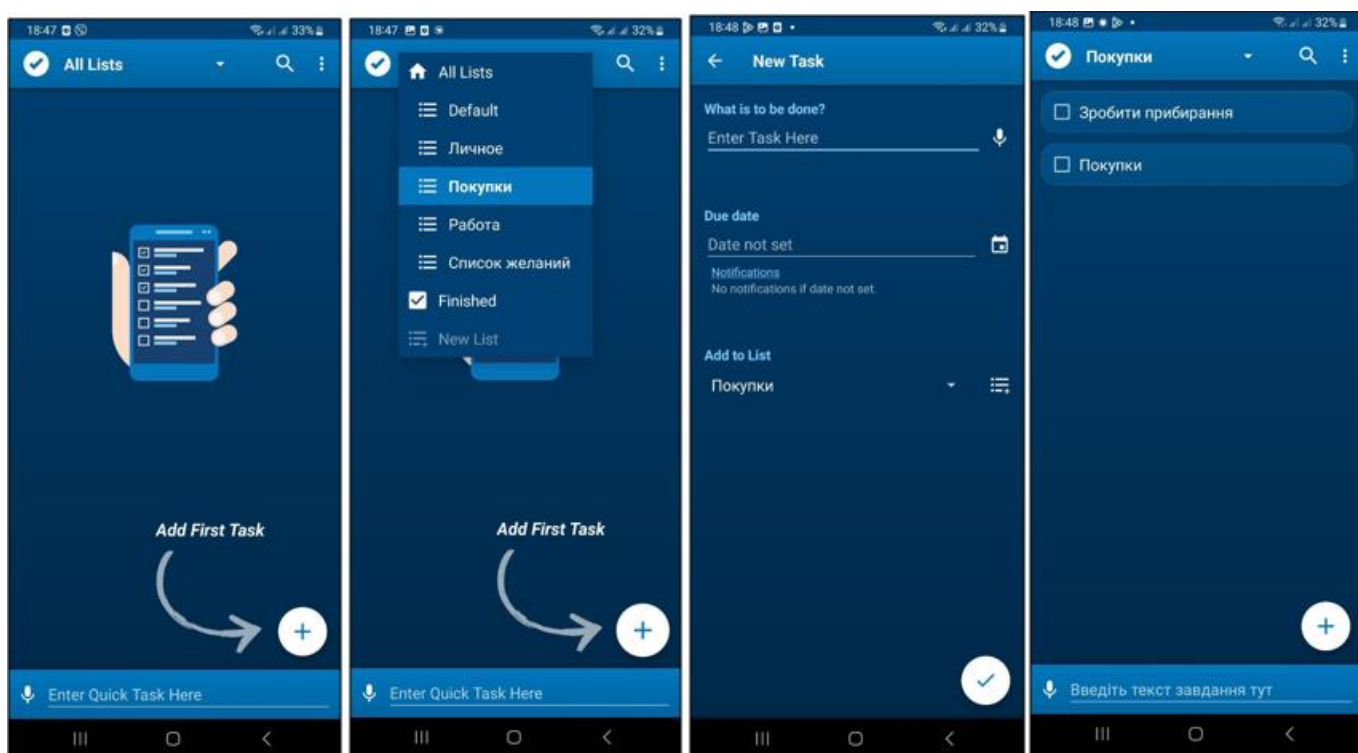 18:47
33%
All Lists
Add First Task
Enter Quick Task Here
18:47
32%
All Lists
Default
Личное
Покупки
Работа
Список желаний
Finished
New List
Add First Task
Enter Quick Task Here
18:48
32%
New Task
What is to be done?
Enter Task Here
Due date
Date not set
Notifications
No notifications if date not set.
Add to List
Покупки
18:48
32%
Покупки
Зробити прибирання
Покупки
Введіть текст завдання тут